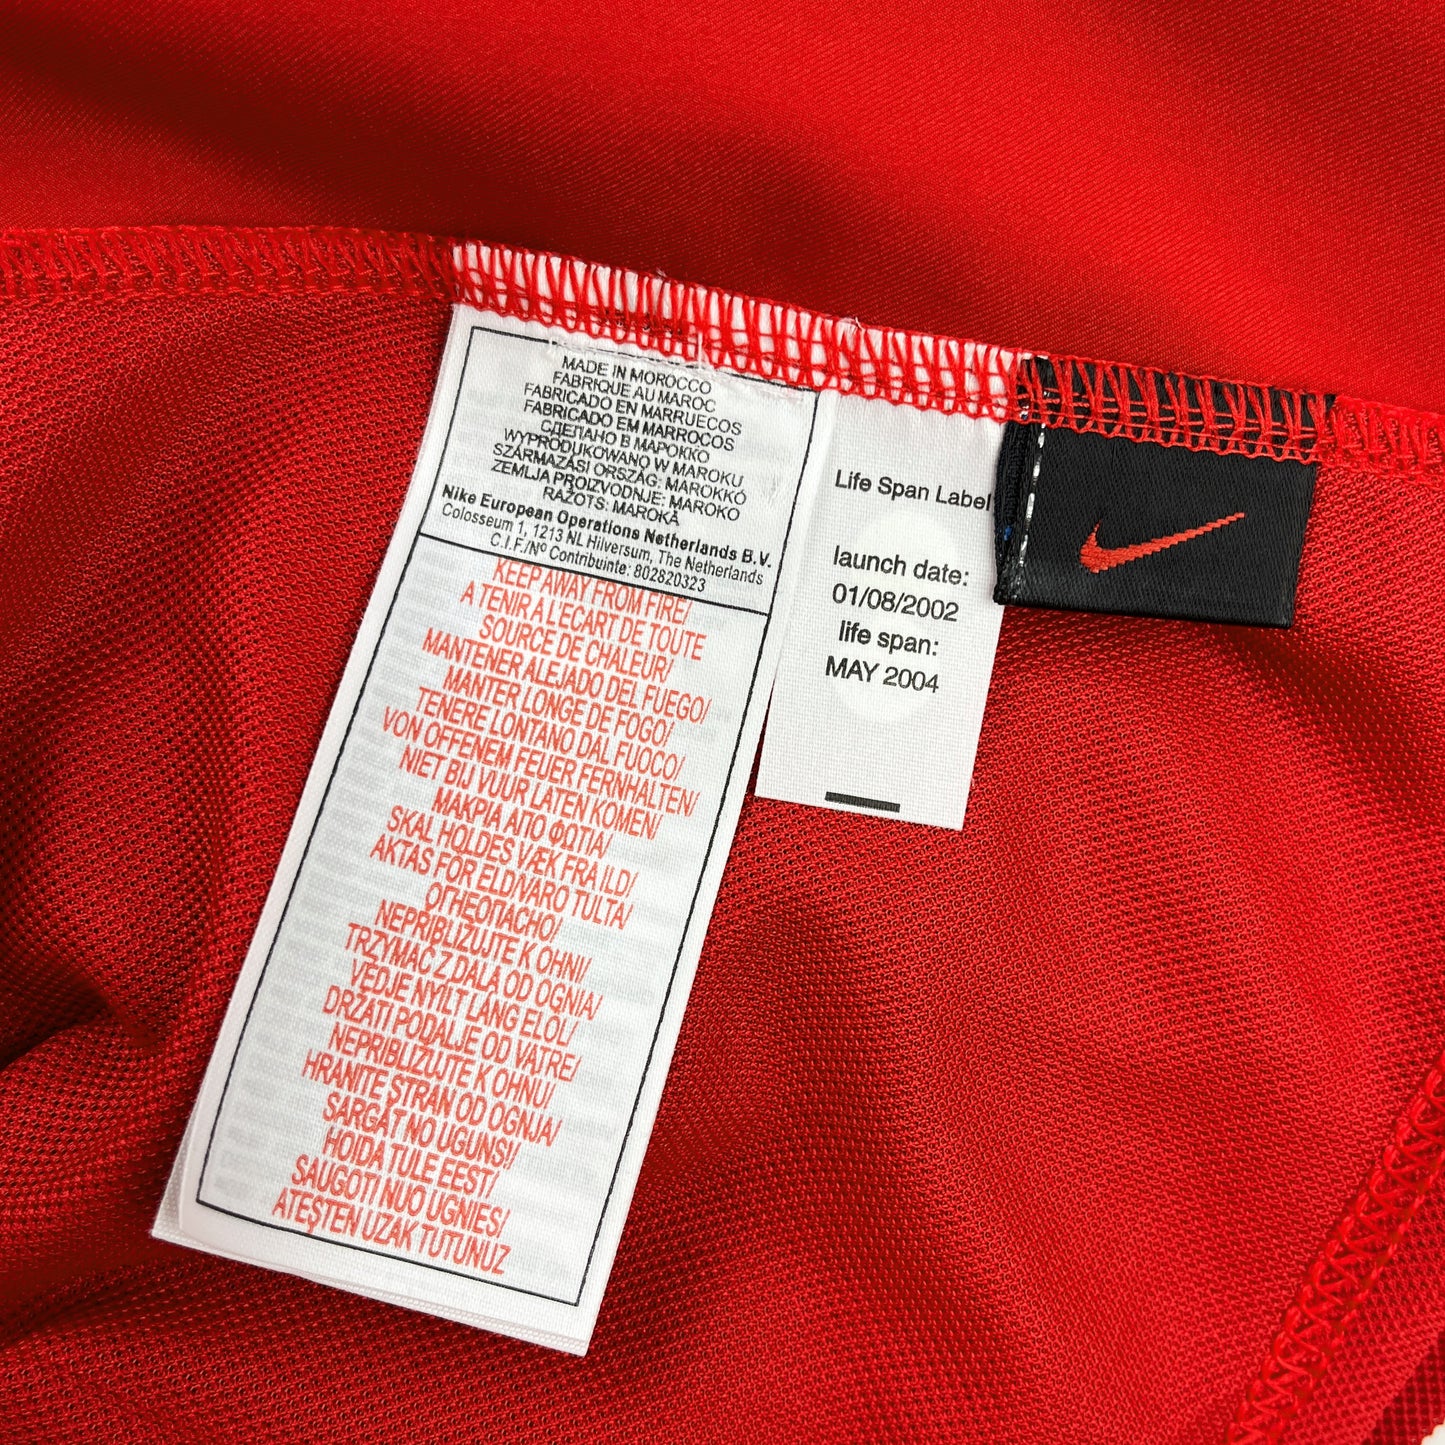 MADE IN MOROCCO
FABRIQUE AU MAROC
FABRICADO EN MARRUECOS
FABRICADO EM MARROCOS
СДЕЛАНО В МАРОККО
WYPRODUKOWANO W MAROKU
SZÁRMAZÁSI ORSZÁG: MAROKKÓ
ZEMLJA PROIZVODNJE: MAROKO
RAŽOTS: MAROKĀ
Nike European Operations Netherlands B.V.
Colosseum 1, 1213 NL Hilversum, The Netherlands
C.I.F./Nº Contribuinte: 802820323
KEEP AWAY FROM FIRE/
A TENIR A L'ECART DE TOUTE
SOURCE DE CHALEUR/
MANTENER ALEJADO DEL FUEGO/
MANTER LONGE DE FOGO/
TENERE LONTANO DAL FUOCO/
VON OFFENEM FEUER FERNHALTEN/
NIET BIJ VUUR LATEN KOMEN/
ΜΑΚΡΙΑ ΑΠΟ ΦΩΤΙΑ/
SKAL HOLDES VÆK FRA ILD/
AKTAS FÖR ELD/VARO TULTA/
ОГНЕОПАСНО/
NEPŘIBLIŽUJTE K OHNI/
TRZYMAĆ Z DALA OD OGNIA/
VÉDJE NYÍLT LÁNG ELŐL/
DRŽATI PODALJE OD VATRE/
NEPRIBLIŽUJTE K OHŇU/
HRANITE STRAN OD OGNJA/
SARGĀT NO UGUNS!/
HOIDA TULE EEST/
SAUGOTI NUO UGNIES/
ATEŞTEN UZAK TUTUNUZ
Life Span Label
launch date:
01/08/2002
life span:
MAY 2004